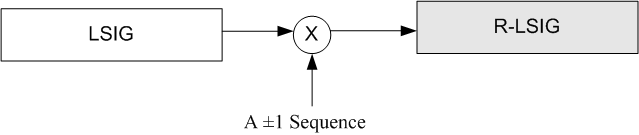 LSIG
X
R-LSIG
A ±1 Sequence